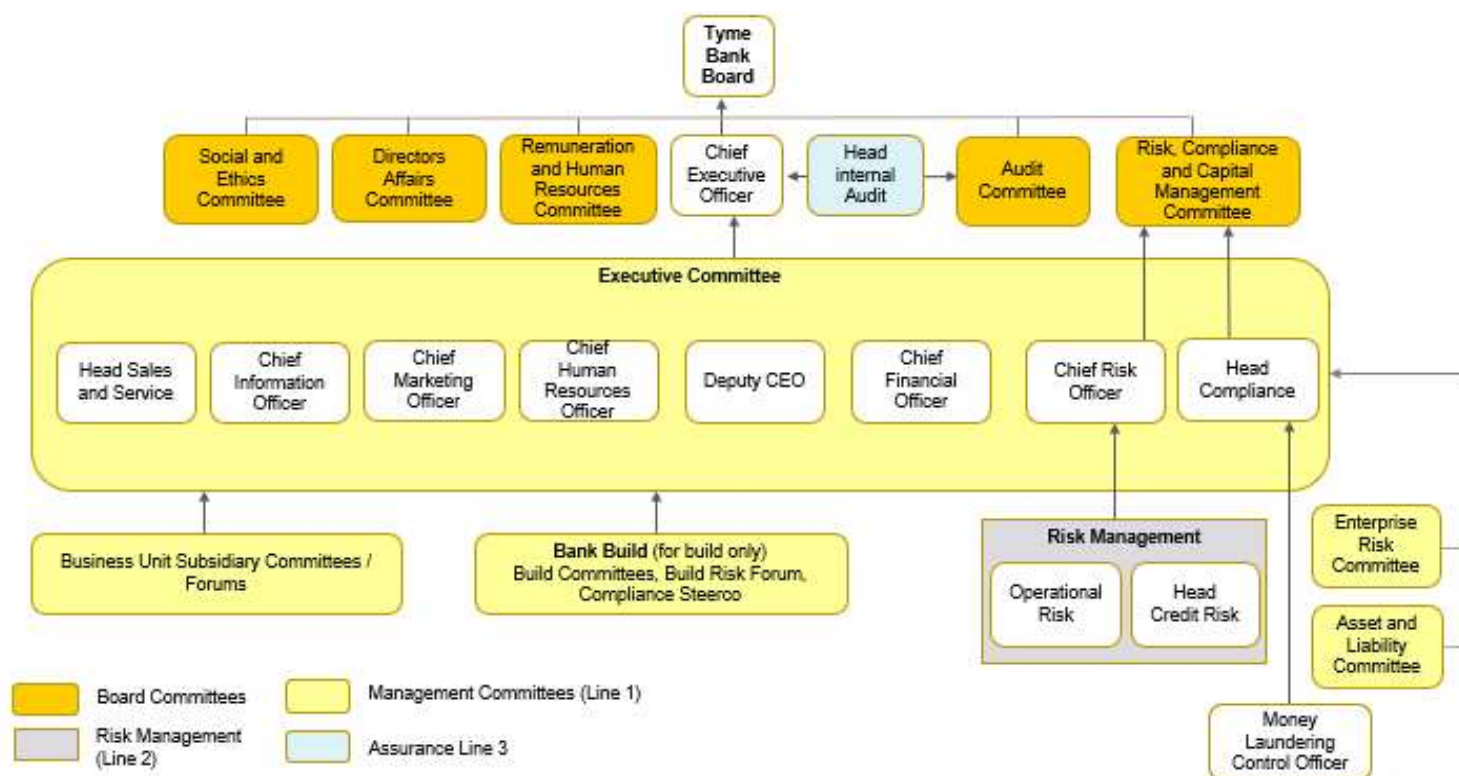 Tyme
Bank
Board
Social and
Ethics
Committee
Directors
Affairs
Committee
Remuneration
and Human
Resources
Committee
Chief
Executive
Officer
Head
internal
Audit
Audit
Committee
Risk, Compliance
and Capital
Management
Committee
Executive Committee
Head Sales
and Service
Chief
Information
Officer
Chief
Marketing
Officer
Chief
Human
Resources
Officer
Deputy CEO
Chief
Financial
Officer
Chief Risk
Officer
Head
Compliance
Business Unit Subsidiary Committees /
Forums
Bank Build (for build only)
Build Committees, Build Risk Forum,
Compliance Steerco
Risk Management
Operational
Risk
Head
Credit Risk
Enterprise
Risk
Committee
Asset and
Liability
Committee
Money
Laundering
Control Officer
Board Committees
Management Committees (Line 1)
Risk Management
(Line 2)
Assurance Line 3